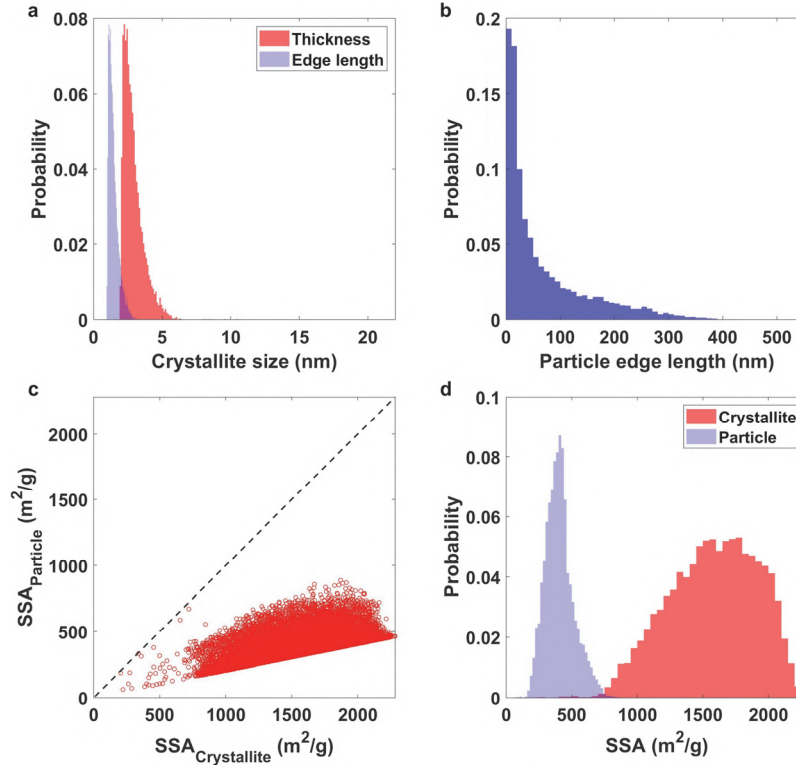 a
Thickness
Edge length
0.08
0.06
0.04
0.02
0
Probability
0 5 10 15 20
Crystallite size (nm)
b
0.2
0.15
0.1
0.05
0
Probability
0 100 200 300 400 500
Particle edge length (nm)
c
2000
1500
1000
500
0
SSA_Particle (m²/g)
0 500 1000 1500 2000
SSA_Crystallite (m²/g)
d
Crystallite
Particle
0.1
0.08
0.06
0.04
0.02
0
Probability
0 500 1000 1500 2000
SSA (m²/g)